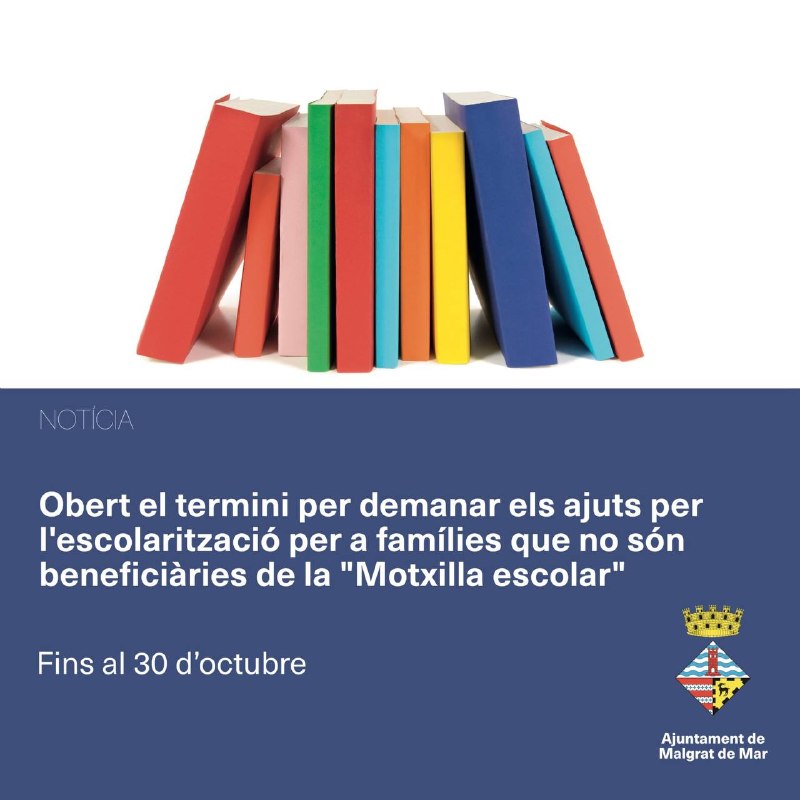 NOTÍCIA
Obert el termini per demanar els ajuts per
l'escolarització per a famílies que no són
beneficiàries de la "Motxilla escolar"
Fins al 30 d’octubre
Ajuntament de
Malgrat de Mar